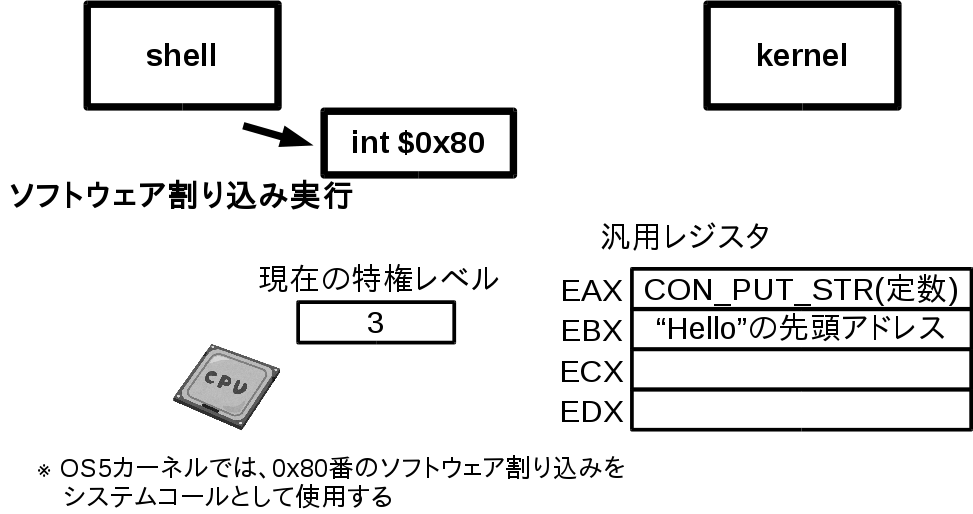 shell
kernel
int $0x80
ソフトウェア割り込み実行
汎用レジスタ
現在の特権レベル
3
EAX CON_PUT_STR(定数)
EBX “Hello”の先頭アドレス
ECX
EDX
CPU
※ OS5カーネルでは、0x80番のソフトウェア割り込みを
システムコールとして使用する